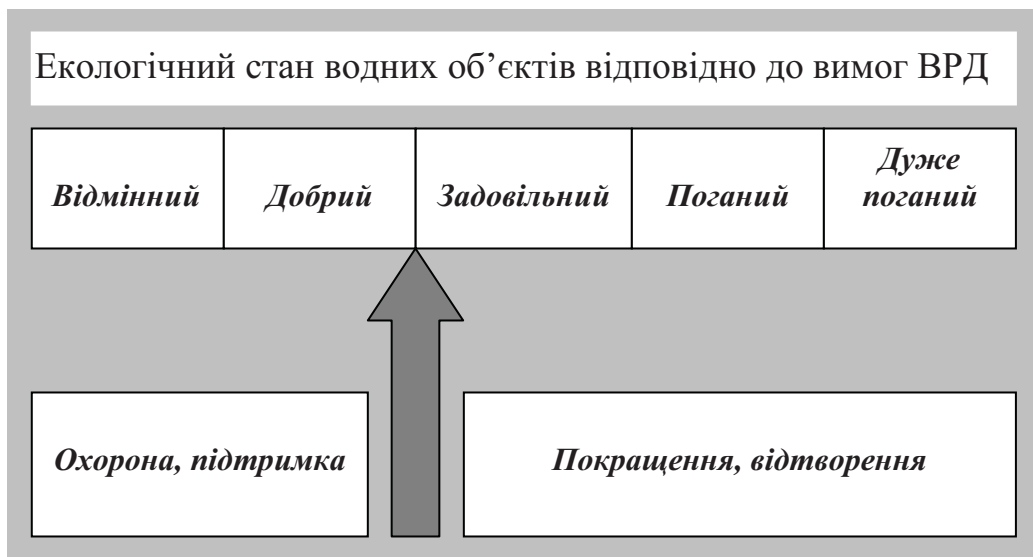 Екологічний стан водних об’єктів відповідно до вимог ВРД
Відмінний
Добрий
Задовільний
Поганий
Дуже
поганий
Охорона, підтримка
Покращення, відтворення